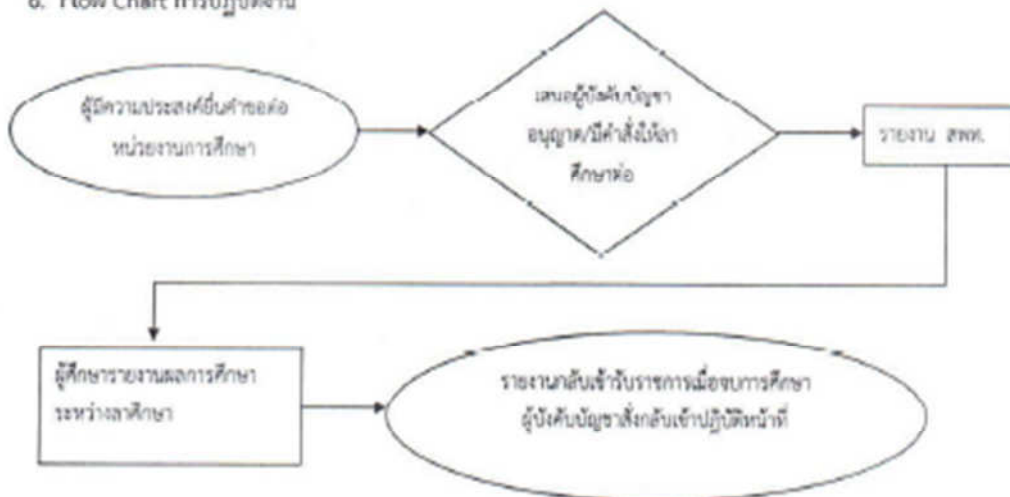 6. Flow Chart การปฏิบัติงาน
ผู้มีความประสงค์ยื่นคำขอต่อ
หน่วยงานการศึกษา
เสนอผู้บังคับบัญชา
อนุญาต/มีคำสั่งให้ลา
ศึกษาต่อ
รายงาน สพท.
ผู้ศึกษารายงานผลการศึกษา
ระหว่างลาศึกษา
รายงานกลับเข้ารับราชการเมื่อจบการศึกษา
ผู้บังคับบัญชาสั่งกลับเข้าปฏิบัติหน้าที่